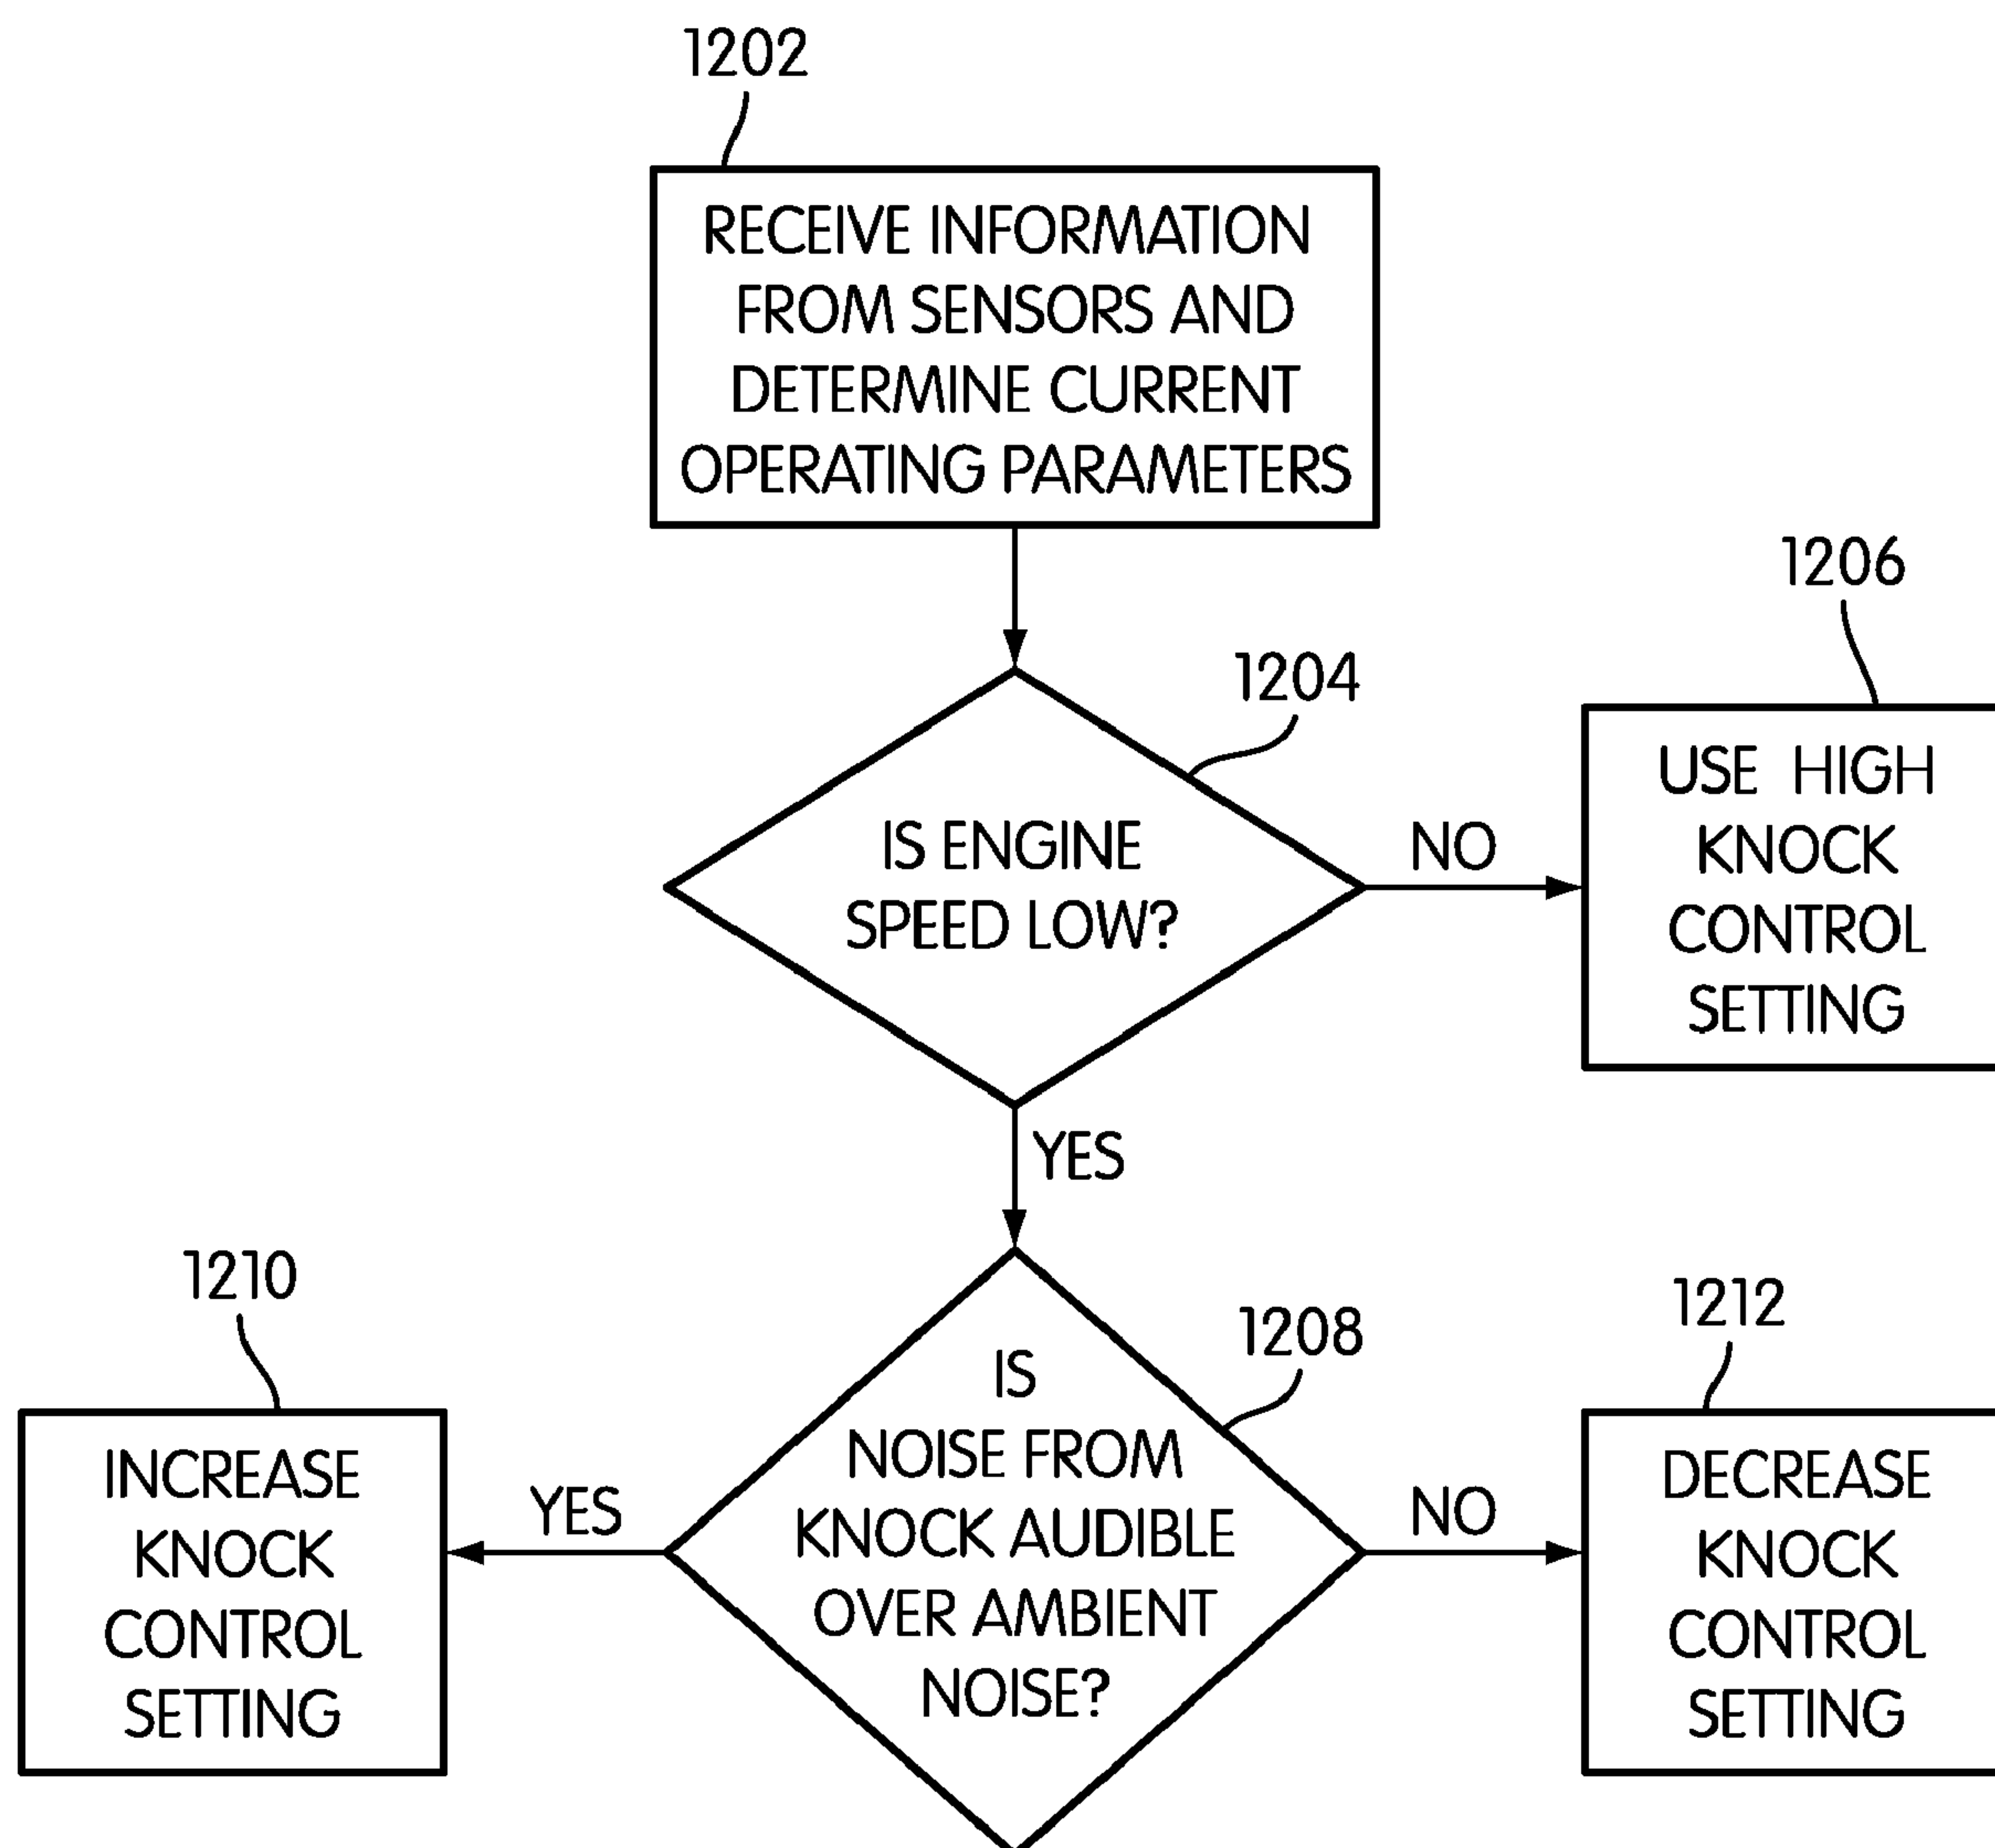 1202
RECEIVE INFORMATION
FROM SENSORS AND
DETERMINE CURRENT
OPERATING PARAMETERS
1204
IS ENGINE
SPEED LOW?
NO
1206
USE HIGH
KNOCK
CONTROL
SETTING
YES
1208
IS
NOISE FROM
KNOCK AUDIBLE
OVER AMBIENT
NOISE?
YES
1210
INCREASE
KNOCK
CONTROL
SETTING
NO
1212
DECREASE
KNOCK
CONTROL
SETTING